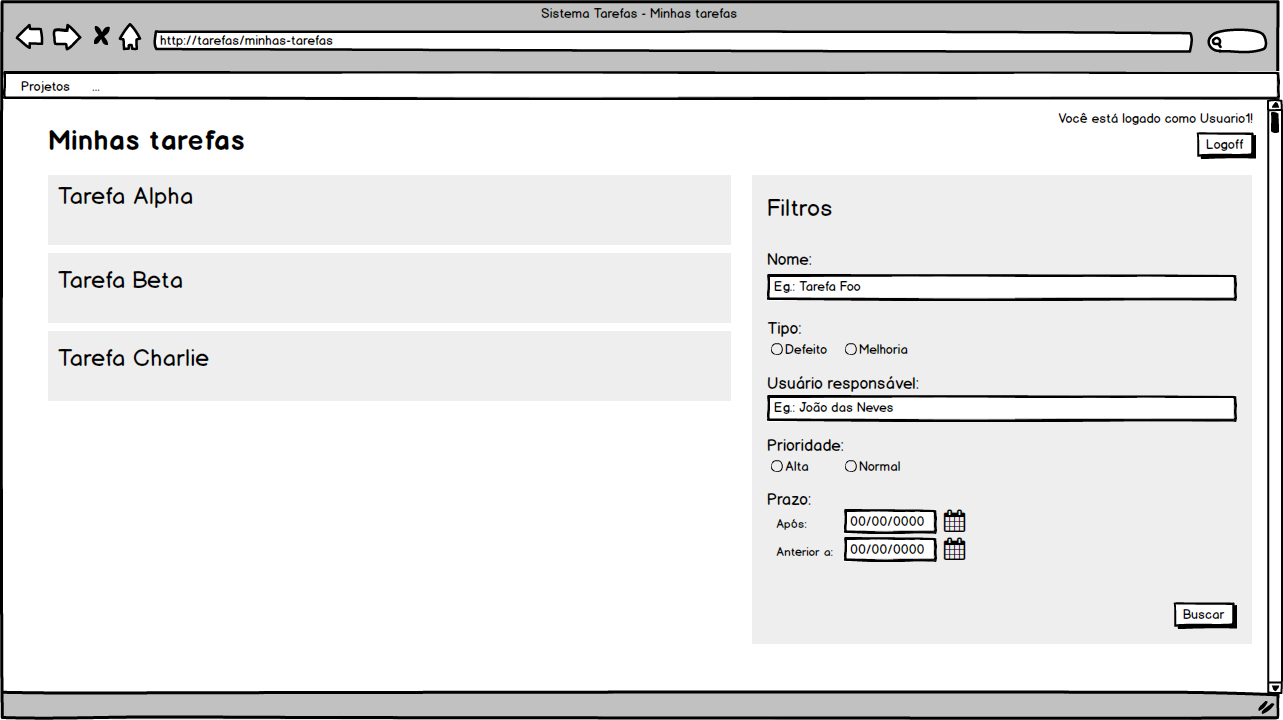 Sistema Tarefas - Minhas tarefas
http://tarefas/minhas-tarefas
Projetos ...
Você está logado como Usuario1!
Minhas tarefas
Logoff
Tarefa Alpha
Tarefa Beta
Tarefa Charlie
Filtros
Nome:
Eg.: Tarefa Foo
Tipo:
Defeito Melhoria
Usuário responsável:
Eg.: João das Neves
Prioridade:
Alta Normal
Prazo:
Após: 00/00/0000
Anterior a: 00/00/0000
Buscar